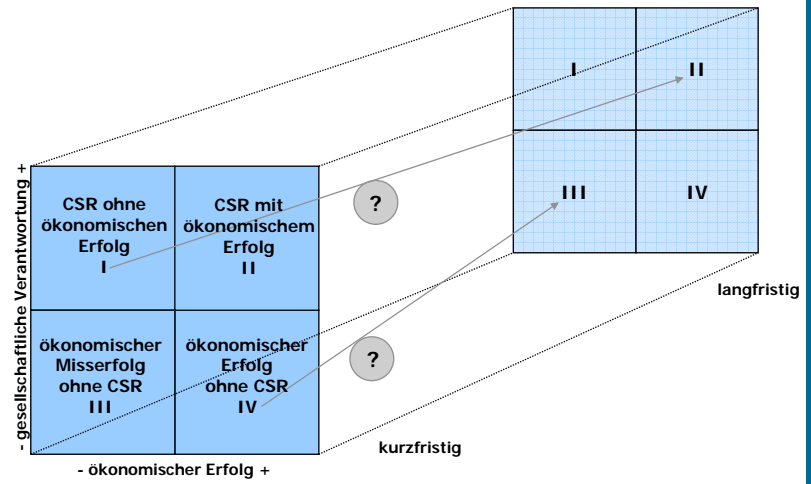 I
II
III
IV
langfristig
- gesellschaftliche Verantwortung +
CSR ohne
ökonomischen
Erfolg
I
CSR mit
ökonomischem
Erfolg
II
ökonomischer
Misserfolg
ohne CSR
III
ökonomischer
Erfolg
ohne CSR
IV
?
?
kurzfristig
- ökonomischer Erfolg +